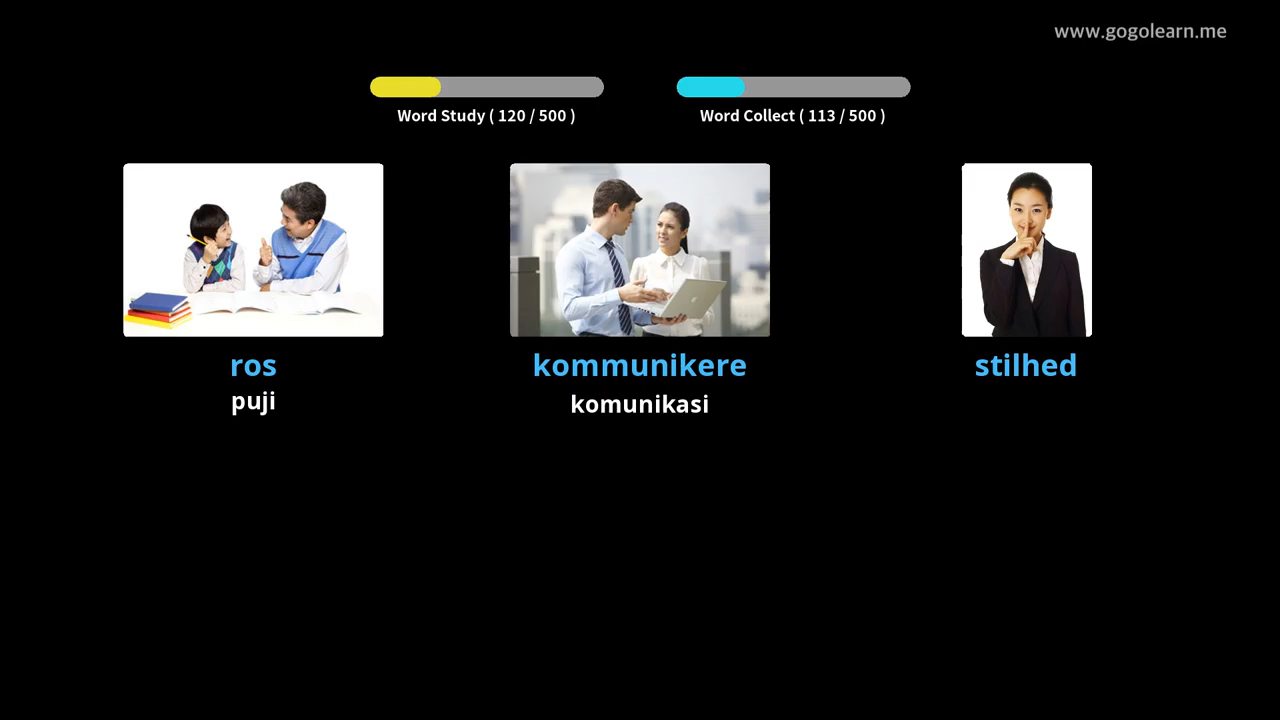 www.gogolearn.me
Word Study ( 120 / 500 )
Word Collect ( 113 / 500 )
ros
puji
kommunikere
komunikasi
stilhed